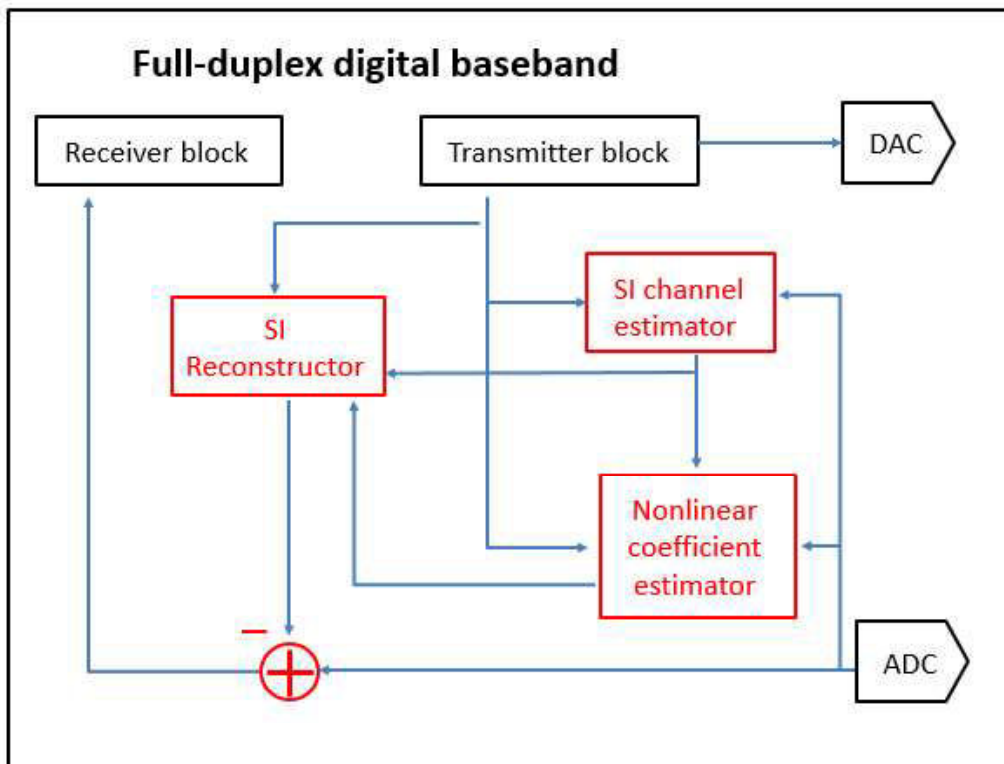 Full-duplex digital baseband
Receiver block
Transmitter block
DAC
SI channel
estimator
SI
Reconstructor
Nonlinear
coefficient
estimator
−
ADC